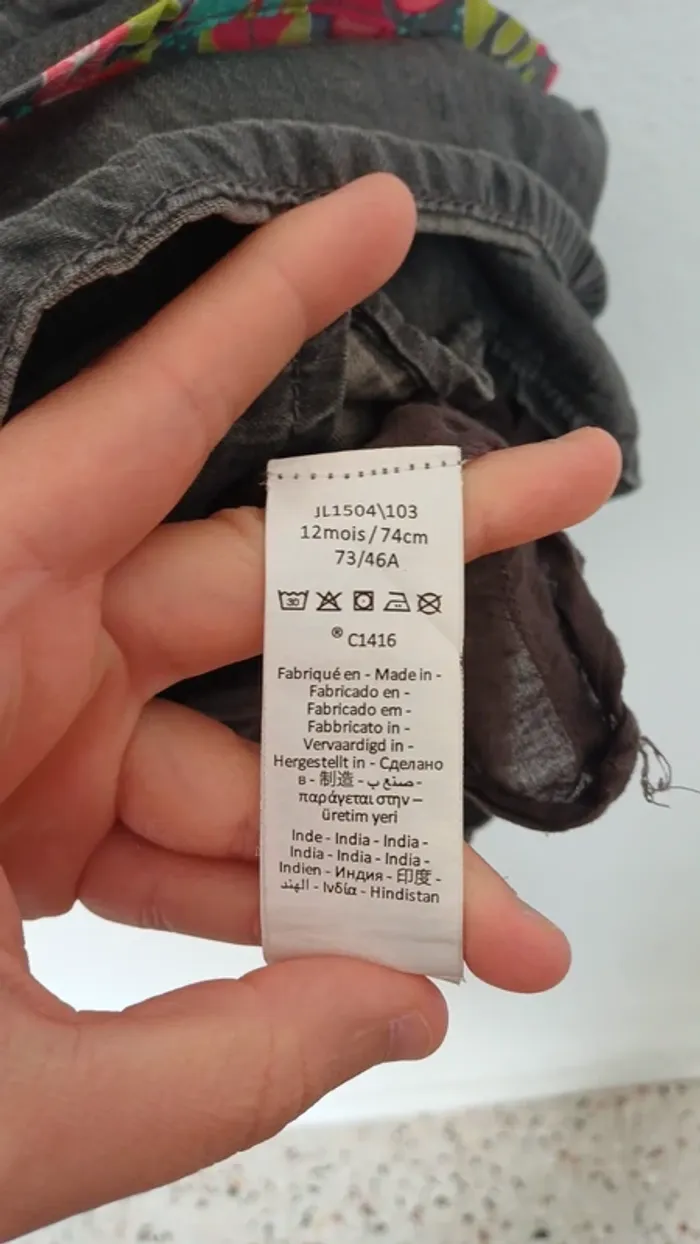 JL1504\103
12mois/74cm
73/46A
30
® C1416
Fabriqué en - Made in -
Fabricado en -
Fabricado em -
Fabbricato in -
Vervaardigd in -
Hergestellt in - Сделано
в - 制造 - صنع ب -
παράγεται στην –
üretim yeri
Inde - India - India -
India - India - India -
Indien - Индия - 印度 -
الهند - Ινδία - Hindistan